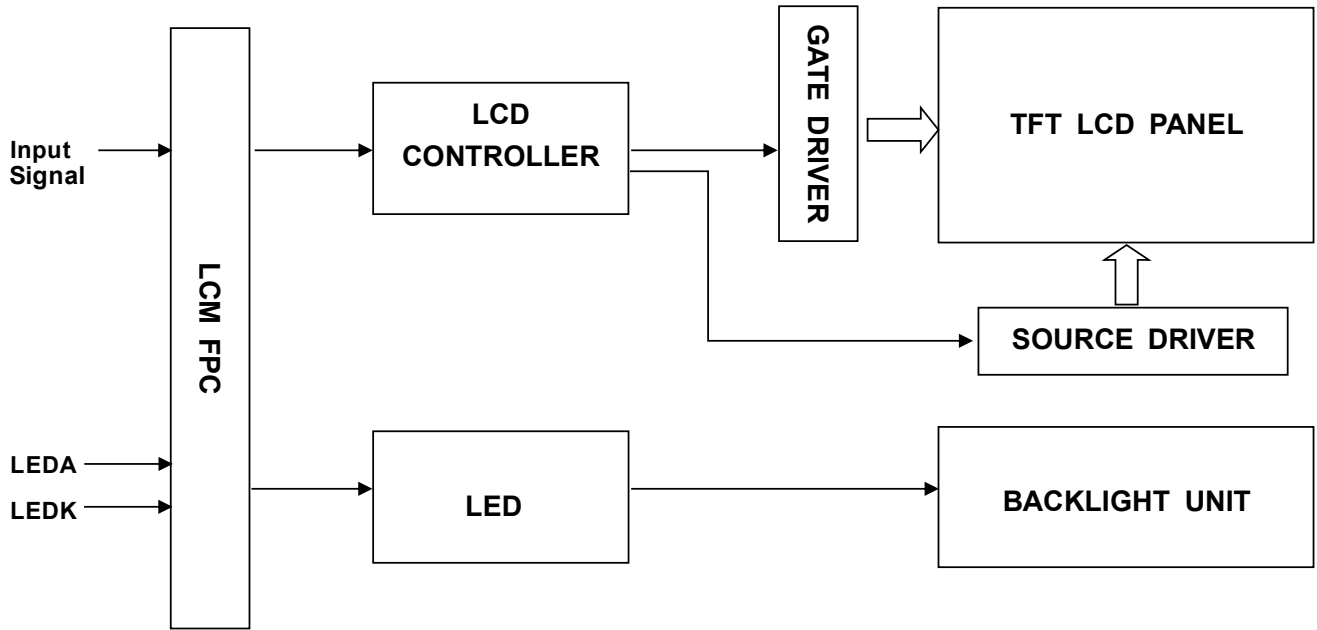 Input
Signal
LEDA
LEDK
LCM FPC
LCD
CONTROLLER
GATE DRIVER
TFT LCD PANEL
SOURCE DRIVER
LED
BACKLIGHT UNIT